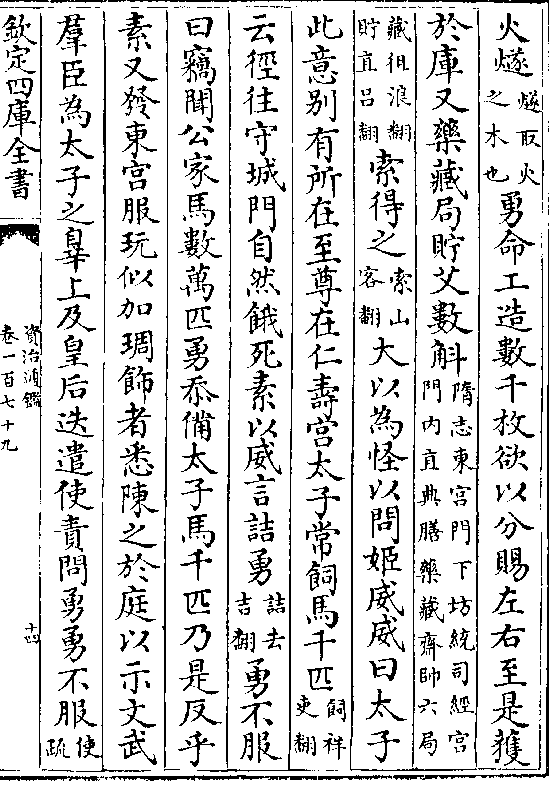 火燧燧取火之木也勇命工造數千枚欲以分賜左右至是獲
於庫又藥藏局貯艾數斛隋志東宮門下坊統司經宮門內直典膳藥藏齋帥六局
藏徂浪翻貯直呂翻索得之索山客翻大以為怪以問姬威威曰太子
此意別有所在至尊在仁壽宮太子常飼馬千匹飼祥吏翻
云徑往守城門自然餓死素以威言詰勇詰去吉翻勇不服
曰竊聞公家馬數萬匹勇忝備太子馬千匹乃是反乎
素又發東宮服玩似加琱飾者悉陳之於庭以示文武
羣臣為太子之辠上及皇后迭遣使責問勇勇不服使疏
欽定四庫全書
資治通鑑
卷一百七十九
十四